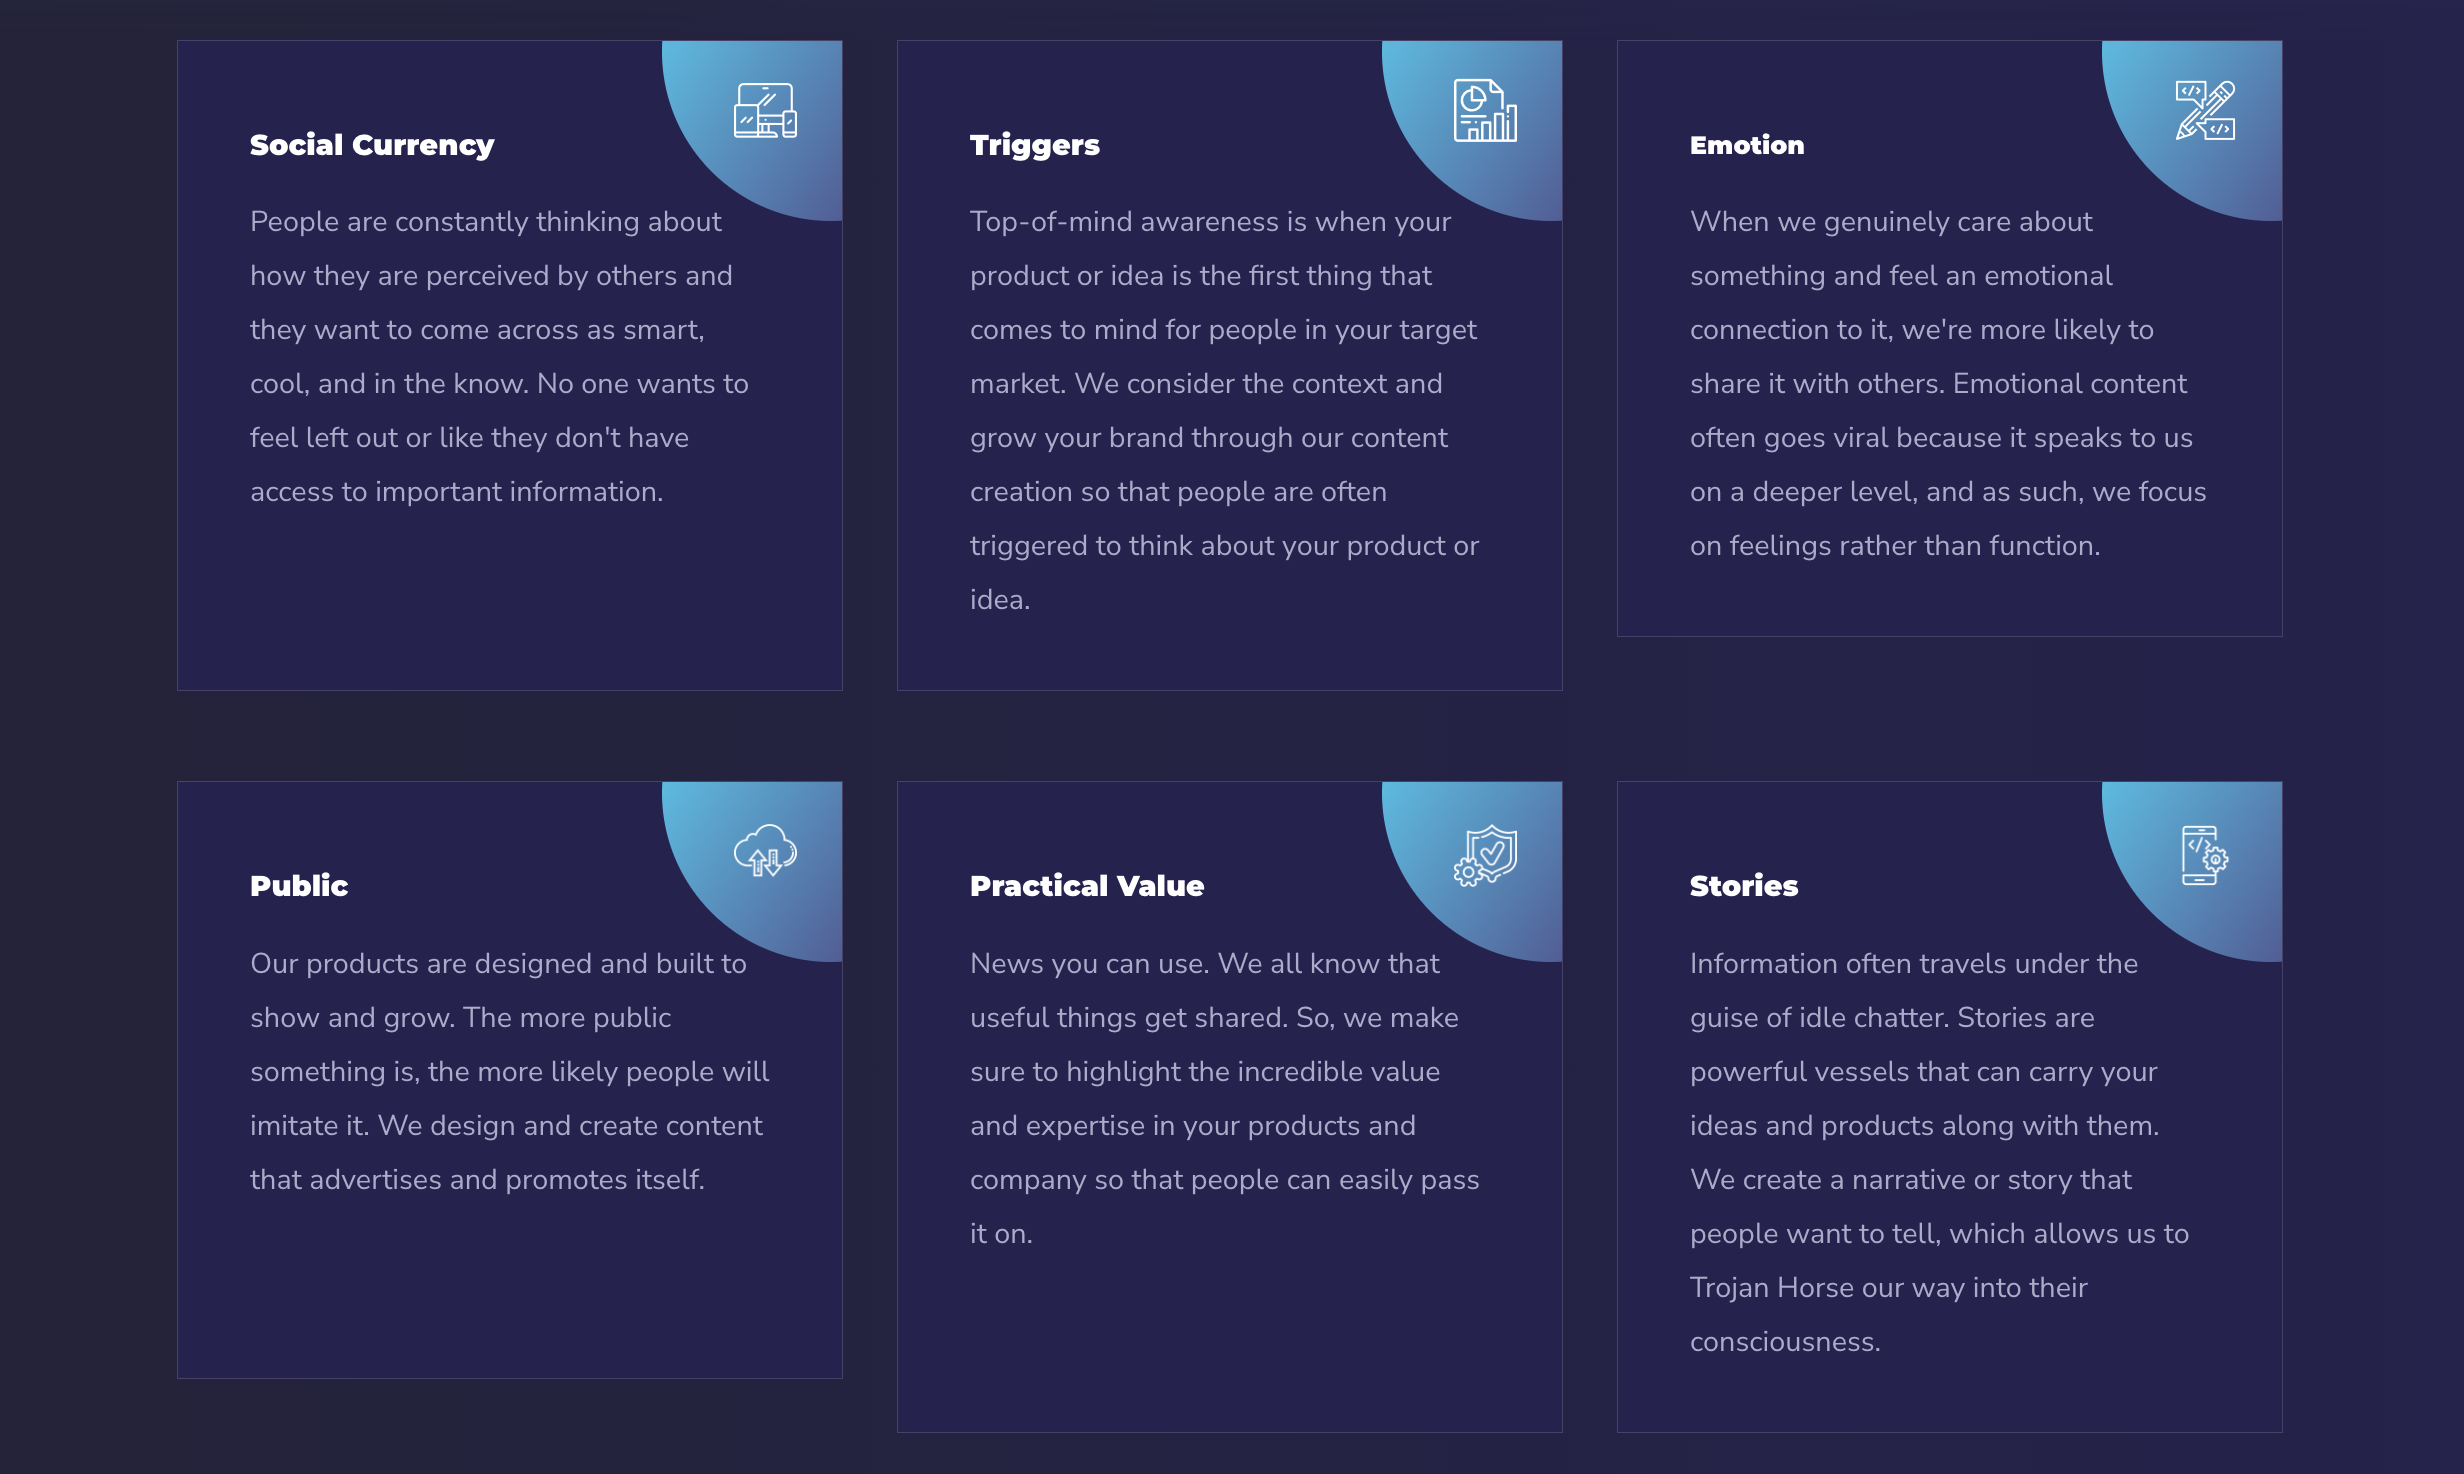 Social Currency
People are constantly thinking about
how they are perceived by others and
they want to come across as smart,
cool, and in the know. No one wants to
feel left out or like they don't have
access to important information.
Triggers
Top-of-mind awareness is when your
product or idea is the first thing that
comes to mind for people in your target
market. We consider the context and
grow your brand through our content
creation so that people are often
triggered to think about your product or
idea.
Emotion
When we genuinely care about
something and feel an emotional
connection to it, we're more likely to
share it with others. Emotional content
often goes viral because it speaks to us
on a deeper level, and as such, we focus
on feelings rather than function.
Public
Our products are designed and built to
show and grow. The more public
something is, the more likely people will
imitate it. We design and create content
that advertises and promotes itself.
Practical Value
News you can use. We all know that
useful things get shared. So, we make
sure to highlight the incredible value
and expertise in your products and
company so that people can easily pass
it on.
Stories
Information often travels under the
guise of idle chatter. Stories are
powerful vessels that can carry your
ideas and products along with them.
We create a narrative or story that
people want to tell, which allows us to
Trojan Horse our way into their
consciousness.